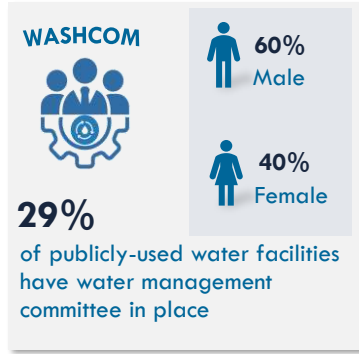 WASHCOM
60%
Male
40%
Female
29%
of publicly-used water facilities
have water management
committee in place